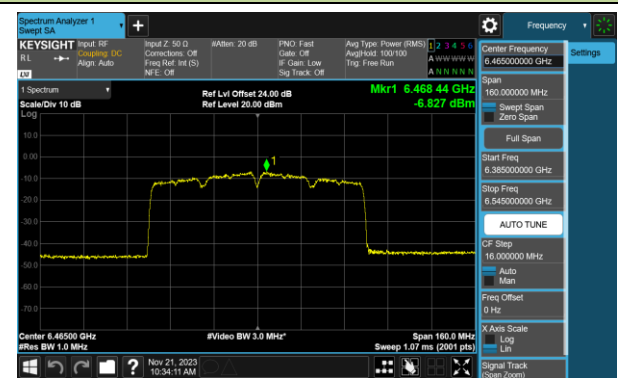 Spectrum Analyzer 1
Swept SA
Frequency
KEYSIGHT
RL
LXI
Input: RF
Coupling: DC
Align: Auto
Input Z: 50 Ω
Corrections: Off
Freq Ref: Int (S)
NFE: Off
#Atten: 20 dB
PNO: Fast
Gate: Off
IF Gain: Low
Sig Track: Off
Avg Type: Power (RMS)
Avg|Hold: 100/100
Trig: Free Run
1 2 3 4 5 6
A W W W W W
A N N N N N
Center Frequency
6.465000000 GHz
Settings
1 Spectrum
Scale/Div 10 dB
Log
Ref Lvl Offset 24.00 dB
Ref Level 20.00 dBm
Mkr1 6.468 44 GHz
-6.827 dBm
Span
160.000000 MHz
Swept Span
Zero Span
Full Span
Start Freq
6.385000000 GHz
Stop Freq
6.545000000 GHz
AUTO TUNE
CF Step
16.000000 MHz
Auto
Man
Freq Offset
0 Hz
X Axis Scale
Log
Lin
Signal Track
(Span Zoom)
10.0
0.00
-10.0
-20.0
-30.0
-40.0
-50.0
-60.0
-70.0
1
Center 6.46500 GHz
#Res BW 1.0 MHz
#Video BW 3.0 MHz*
Span 160.0 MHz
Sweep 1.07 ms (2001 pts)
Nov 21, 2023
10:34:11 AM